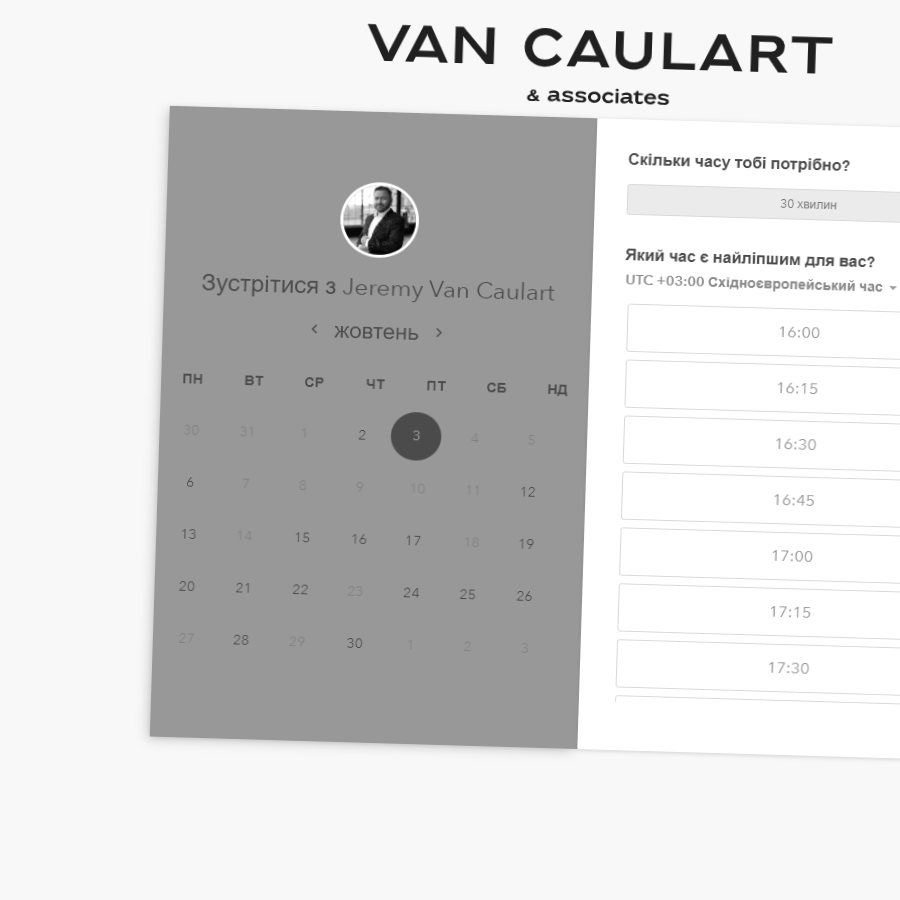 VAN CAULART
& associates
Зустрітися з Jeremy Van Caulart
жовтень
ПН ВТ СР ЧТ ПТ СБ НД
30 31 1 2 3 4 5
6 7 8 9 10 11 12
13 14 15 16 17 18 19
20 21 22 23 24 25 26
27 28 29 30 1 2 3
Скільки часу тобі потрібно?
30 хвилин
Який час є найліпшим для вас?
UTC +03:00 Східноєвропейський час
16:00
16:15
16:30
16:45
17:00
17:15
17:30